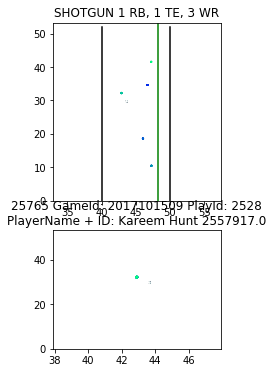 SHOTGUN 1 RB, 1 TE, 3 WR
50
40
30
20
10
0
35 40 45 50 55
25765 GameId: 2017101509 PlayId: 2528
PlayerName + ID: Kareem Hunt 2557917.0
40
20
0
38 40 42 44 46